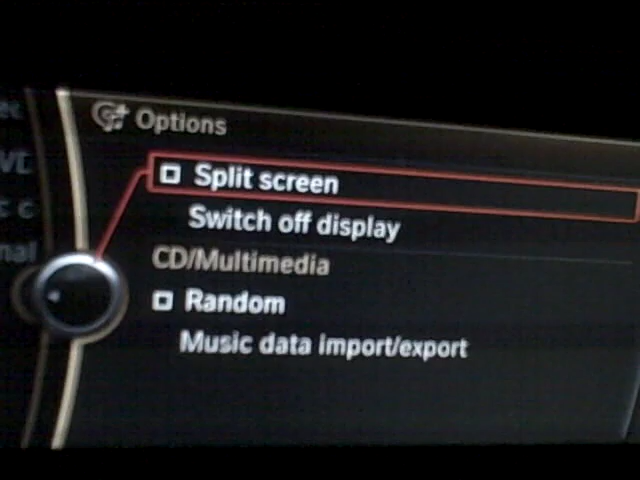 Options
Split screen
Switch off display
CD/Multimedia
Random
Music data import/export